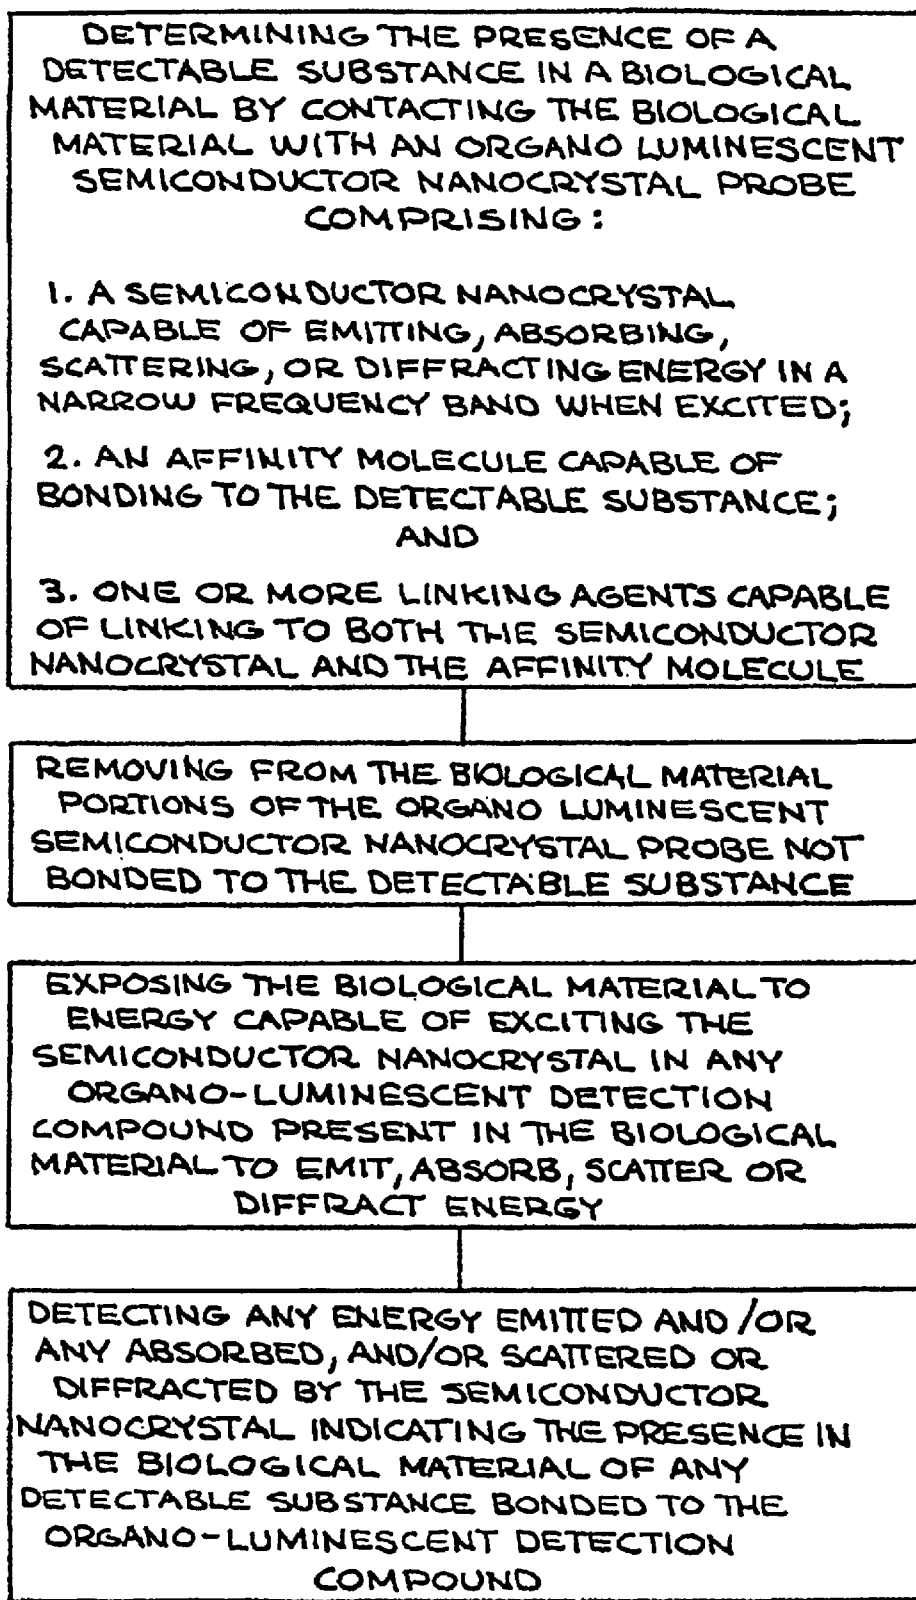 DETERMINING THE PRESENCE OF A
DETECTABLE SUBSTANCE IN A BIOLOGICAL
MATERIAL BY CONTACTING THE BIOLOGICAL
MATERIAL WITH AN ORGANO LUMINESCENT
SEMICONDUCTOR NANOCRYSTAL PROBE
COMPRISING:
1. A SEMICONDUCTOR NANOCRYSTAL
CAPABLE OF EMITTING, ABSORBING,
SCATTERING, OR DIFFRACTING ENERGY IN A
NARROW FREQUENCY BAND WHEN EXCITED;
2. AN AFFINITY MOLECULE CAPABLE OF
BONDING TO THE DETECTABLE SUBSTANCE;
AND
3. ONE OR MORE LINKING AGENTS CAPABLE
OF LINKING TO BOTH THE SEMICONDUCTOR
NANOCRYSTAL AND THE AFFINITY MOLECULE
REMOVING FROM THE BIOLOGICAL MATERIAL
PORTIONS OF THE ORGANO LUMINESCENT
SEMICONDUCTOR NANOCRYSTAL PROBE NOT
BONDED TO THE DETECTABLE SUBSTANCE
EXPOSING THE BIOLOGICAL MATERIAL TO
ENERGY CAPABLE OF EXCITING THE
SEMICONDUCTOR NANOCRYSTAL IN ANY
ORGANO-LUMINESCENT DETECTION
COMPOUND PRESENT IN THE BIOLOGICAL
MATERIAL TO EMIT, ABSORB, SCATTER OR
DIFFRACT ENERGY
DETECTING ANY ENERGY EMITTED AND/OR
ANY ABSORBED, AND/OR SCATTERED OR
DIFFRACTED BY THE SEMICONDUCTOR
NANOCRYSTAL INDICATING THE PRESENCE IN
THE BIOLOGICAL MATERIAL OF ANY
DETECTABLE SUBSTANCE BONDED TO THE
ORGANO-LUMINESCENT DETECTION
COMPOUND